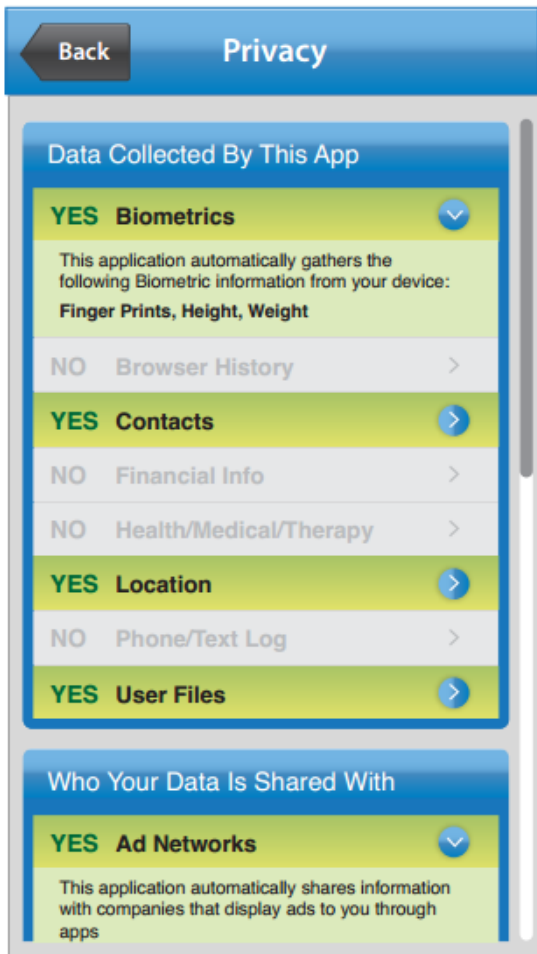 Back
Privacy
Data Collected By This App
YES Biometrics
This application automatically gathers the
following Biometric information from your device:
Finger Prints, Height, Weight
NO Browser History
YES Contacts
NO Financial Info
NO Health/Medical/Therapy
YES Location
NO Phone/Text Log
YES User Files
Who Your Data Is Shared With
YES Ad Networks
This application automatically shares information
with companies that display ads to you through
apps